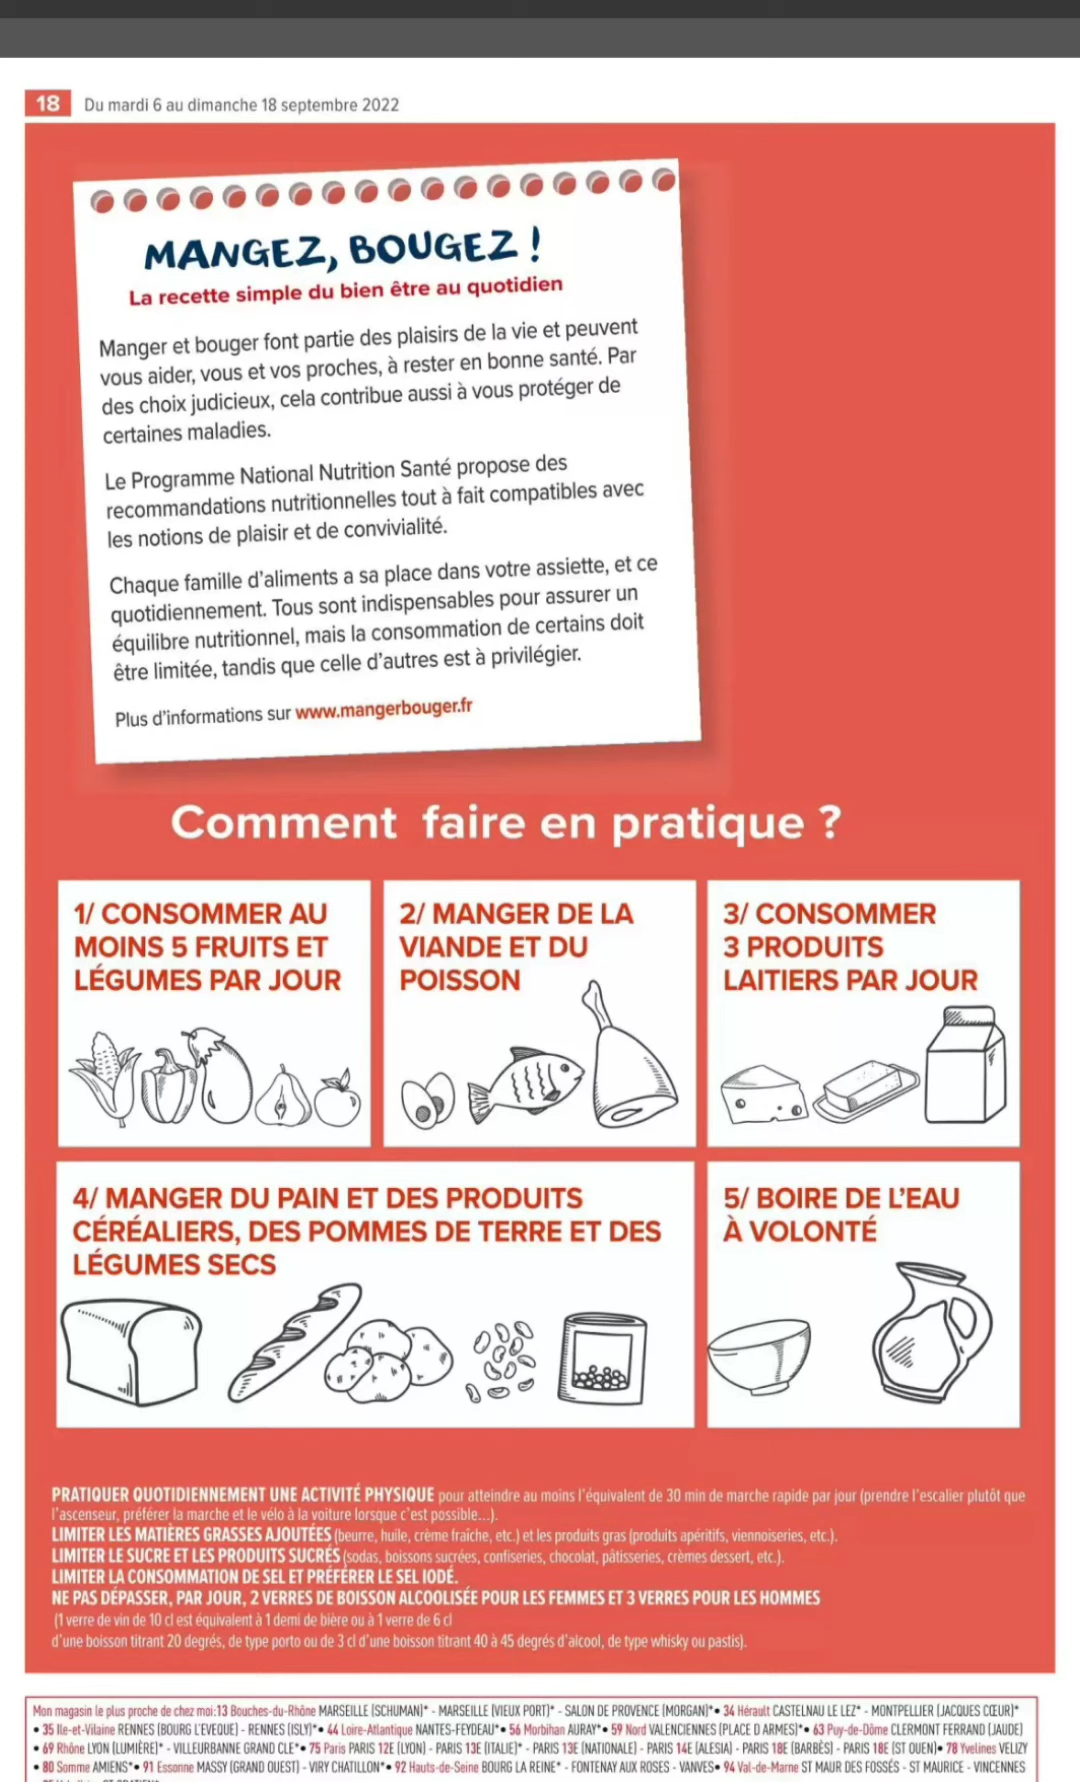 18 Du mardi 6 au dimanche 18 septembre 2022
MANGEZ, BOUGEZ !
La recette simple du bien être au quotidien
Manger et bouger font partie des plaisirs de la vie et peuvent
vous aider, vous et vos proches, à rester en bonne santé. Par
des choix judicieux, cela contribue aussi à vous protéger de
certaines maladies.
Le Programme National Nutrition Santé propose des
recommandations nutritionnelles tout à fait compatibles avec
les notions de plaisir et de convivialité.
Chaque famille d'aliments a sa place dans votre assiette, et ce
quotidiennement. Tous sont indispensables pour assurer un
équilibre nutritionnel, mais la consommation de certains doit
être limitée, tandis que celle d'autres est à privilégier.
Plus d'informations sur www.mangerbouger.fr
Comment faire en pratique ?
1/ CONSOMMER AU
MOINS 5 FRUITS ET
LÉGUMES PAR JOUR
2/ MANGER DE LA
VIANDE ET DU
POISSON
3/ CONSOMMER
3 PRODUITS
LAITIERS PAR JOUR
4/ MANGER DU PAIN ET DES PRODUITS
CÉRÉALIERS, DES POMMES DE TERRE ET DES
LÉGUMES SECS
5/ BOIRE DE L'EAU
À VOLONTÉ
PRATIQUER QUOTIDIENNEMENT UNE ACTIVITÉ PHYSIQUE pour atteindre au moins l'équivalent de 30 min de marche rapide par jour (prendre l'escalier plutôt que
l'ascenseur, préférer la marche et le vélo à la voiture lorsque c'est possible...).
LIMITER LES MATIÈRES GRASSES AJOUTÉES (beurre, huile, crème fraîche, etc.) et les produits gras (produits apéritifs, viennoiseries, etc.).
LIMITER LE SUCRE ET LES PRODUITS SUCRÉS (sodas, boissons sucrées, confiseries, chocolat, pâtisseries, crèmes dessert, etc.).
LIMITER LA CONSOMMATION DE SEL ET PRÉFÉRER LE SEL IODÉ.
NE PAS DÉPASSER, PAR JOUR, 2 VERRES DE BOISSON ALCOOLISÉE POUR LES FEMMES ET 3 VERRES POUR LES HOMMES
(1 verre de vin de 10 cl est équivalent à 1 demi de bière ou à 1 verre de 6 cl
d'une boisson titrant 20 degrés, de type porto ou de 3 cl d'une boisson titrant 40 à 45 degrés d'alcool, de type whisky ou pastis).
Mon magasin le plus proche de chez moi:13 Bouches-du-Rhône MARSEILLE (SCHUMAN)* - MARSEILLE (VIEUX PORT)* - SALON DE PROVENCE (MORGAN)*• 34 Hérault CASTELNAU LE LEZ* - MONTPELLIER (JACQUES CŒUR)*
• 35 Ile-et-Vilaine RENNES (BOURG L'EVEQUE) - RENNES (ISLY)*• 44 Loire-Atlantique NANTES-FEYDEAU*• 56 Morbihan AURAY*• 59 Nord VALENCIENNES (PLACE D ARMES)*• 63 Puy-de-Dôme CLERMONT FERRAND (JAUDE)
• 69 Rhône LYON (LUMIÈRE)* - VILLEURBANNE GRAND CLE*• 75 Paris PARIS 12E (LYON) - PARIS 13E (ITALIE)* - PARIS 13E (NATIONALE) - PARIS 14E (ALESIA) - PARIS 18E (BARBÈS) - PARIS 18E (ST OUEN)• 78 Yvelines VELIZY
• 80 Somme AMIENS*• 91 Essonne MASSY (GRAND OUEST) - VIRY CHATILLON*• 92 Hauts-de-Seine BOURG LA REINE* - FONTENAY AUX ROSES - VANVES• 94 Val-de-Marne ST MAUR DES FOSSÉS - ST MAURICE - VINCENNES